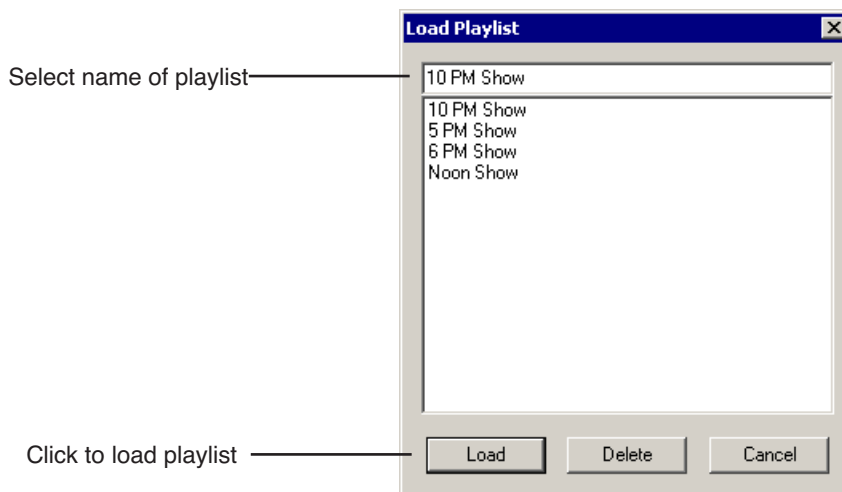 Load Playlist
Select name of playlist
10 PM Show
10 PM Show
5 PM Show
6 PM Show
Noon Show
Click to load playlist
Load
Delete
Cancel